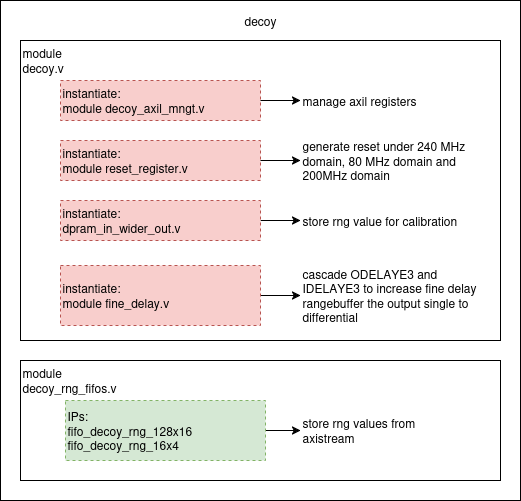 decoy
module
decoy.v
instantiate:
module decoy_axil_mngt.v
manage axil registers
instantiate:
module reset_register.v
generate reset under 240 MHz
domain, 80 MHz domain and
200MHz domain
instantiate:
dpram_in_wider_out.v
store rng value for calibration
instantiate:
module fine_delay.v
cascade ODELAYE3 and
IDELAYE3 to increase fine delay
rangebuffer the output single to
differential
module
decoy_rng_fifos.v
IPs:
fifo_decoy_rng_128x16
fifo_decoy_rng_16x4
store rng values from
axistream